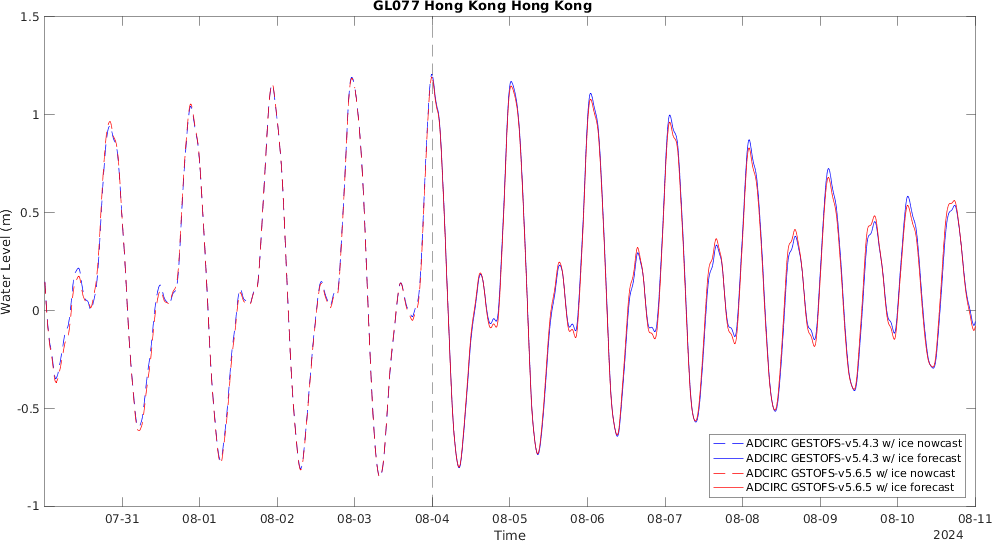 GL077 Hong Kong Hong Kong
1.5
1
0.5
0
-0.5
-1
Water Level (m)
07-31 08-01 08-02 08-03 08-04 08-05 08-06 08-07 08-08 08-09 08-10 08-11
Time
2024
ADCIRC GESTOFS-v5.4.3 w/ ice nowcast
ADCIRC GESTOFS-v5.4.3 w/ ice forecast
ADCIRC GSTOFS-v5.6.5 w/ ice nowcast
ADCIRC GSTOFS-v5.6.5 w/ ice forecast